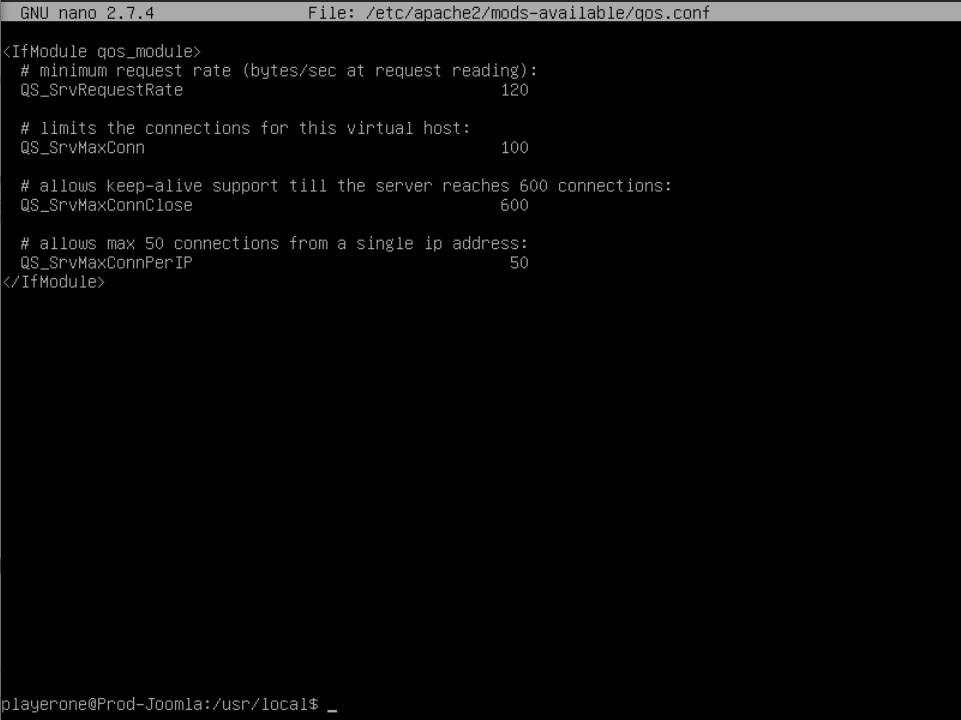 GNU nano 2.7.4 File: /etc/apache2/mods-available/qos.conf
<IfModule qos_module>
# minimum request rate (bytes/sec at request reading):
QS_SrvRequestRate 120
# limits the connections for this virtual host:
QS_SrvMaxConn 100
# allows keep-alive support till the server reaches 600 connections:
QS_SrvMaxConnClose 600
# allows max 50 connections from a single ip address:
QS_SrvMaxConnPerIP 50
</IfModule>
playerone@Prod-Joomla:/usr/local$ _